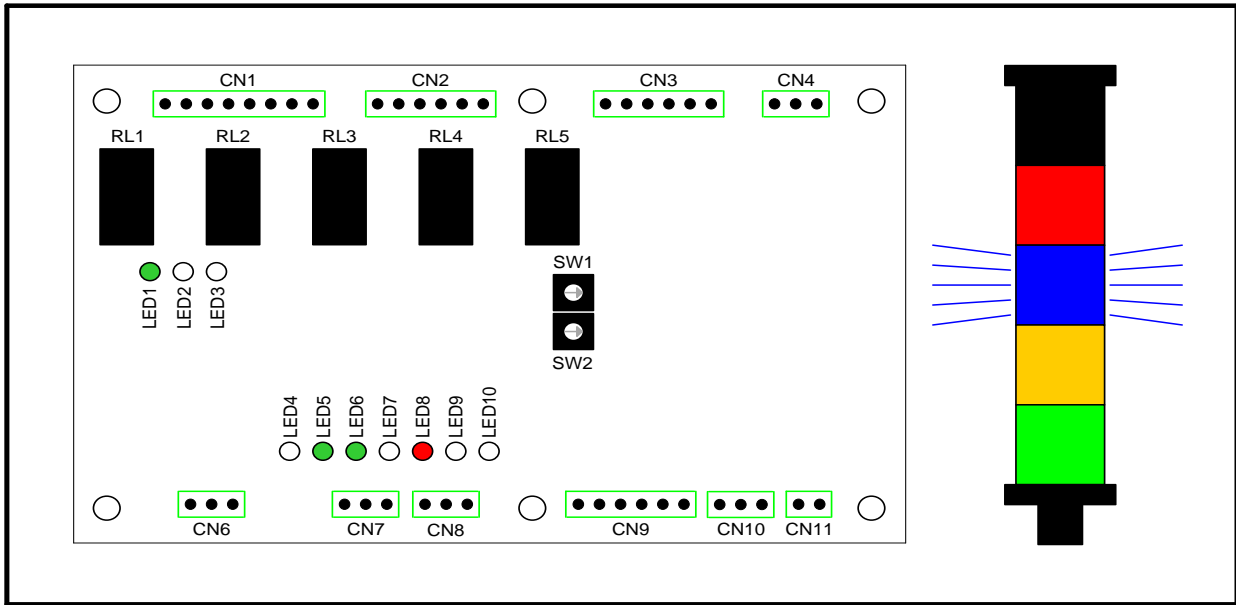 CN1 CN2 CN3 CN4
RL1 RL2 RL3 RL4 RL5
SW1
LED1 LED2 LED3
SW2
LED4 LED5 LED6 LED7 LED8 LED9 LED10
CN6 CN7 CN8 CN9 CN10 CN11